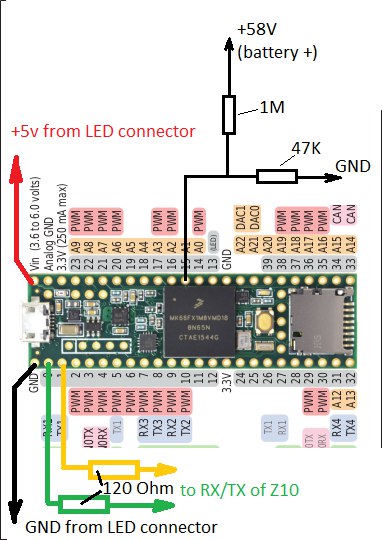 +58V
(battery +)
1M
+5v from LED connector
47K
GND
Vin (3.6 to 6.0 volts)
Analog GND
3.3V (250 mA max)
23 A9 PWM
22 A8 PWM
21 A7 PWM
20 A6 PWM
19 A5
18 A4
17 A3
16 A2 PWM
15 A1
14 A0 PWM
13 (LED)
GND
A22 DAC1
A21 DAC0
39 A20
38 A19 PWM
37 A18 PWM
36 A17 PWM
35 A16 PWM
34 A15 CAN
33 A14 CAN
MK66FX1M0VMD18
8N65N
CTAE1544G
GND
0 RX1
1 TX1
2 PWM
3 PWM
4 PWM
5 PWM TX1
6 PWM
7 PWM RX3
8 PWM TX3
9 PWM RX2
10 PWM TX2
11
12
3.3V
24
25
26 TX1
27 RX1
28
29 PWM
30 PWM
31 A12 RX4
32 A13 TX4
120 Ohm
to RX/TX of Z10
GND from LED connector